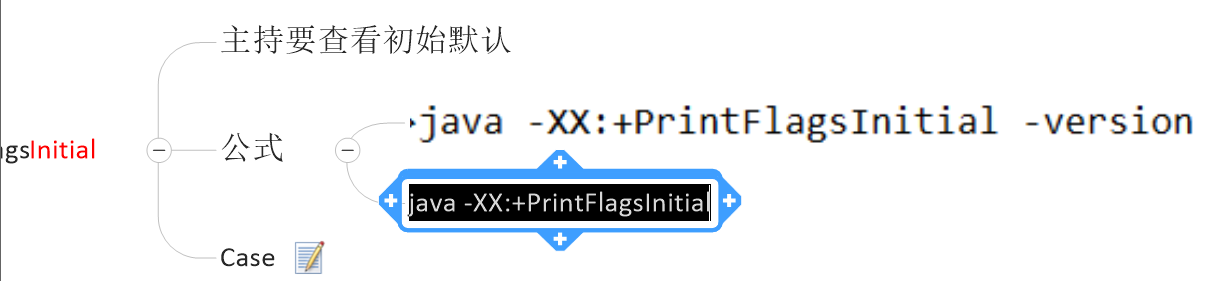 主持要查看初始默认
java -XX:+PrintFlagsInitial -version
公式
gsInitial
java -XX:+PrintFlagsInitial
Case